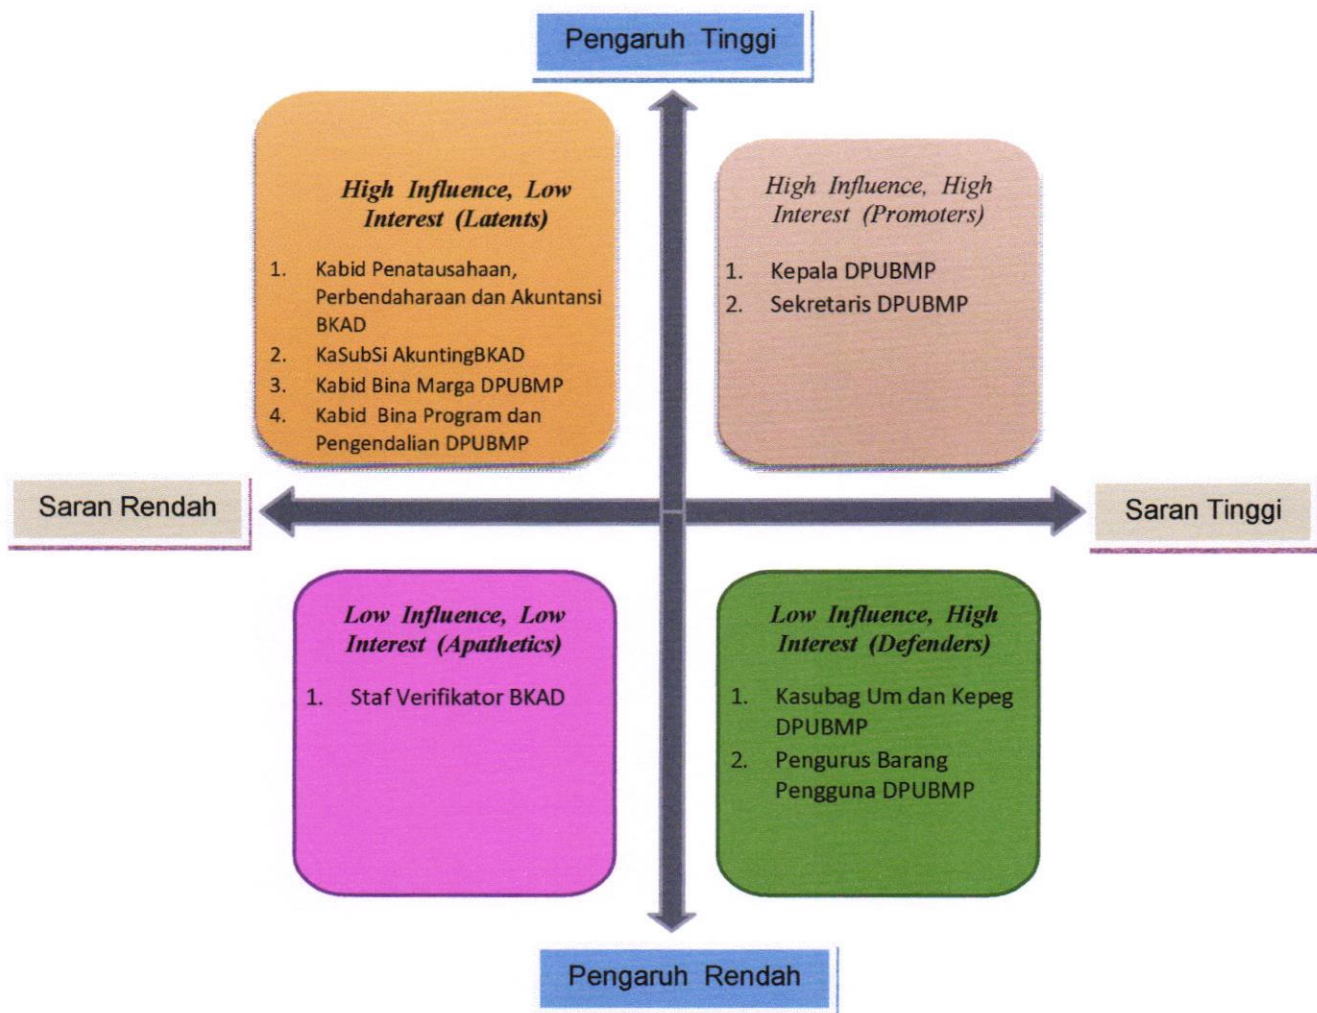 Pengaruh Tinggi
High Influence, Low
Interest (Latents)
1. Kabid Penatausahaan,
Perbendaharaan dan Akuntansi
BKAD
2. KaSubSi AkuntingBKAD
3. Kabid Bina Marga DPUBMP
4. Kabid Bina Program dan
Pengendalian DPUBMP
High Influence, High
Interest (Promoters)
1. Kepala DPUBMP
2. Sekretaris DPUBMP
Saran Rendah
Saran Tinggi
Low Influence, Low
Interest (Apathetics)
1. Staf Verifikator BKAD
Low Influence, High
Interest (Defenders)
1. Kasubag Um dan Kepeg
DPUBMP
2. Pengurus Barang
Pengguna DPUBMP
Pengaruh Rendah